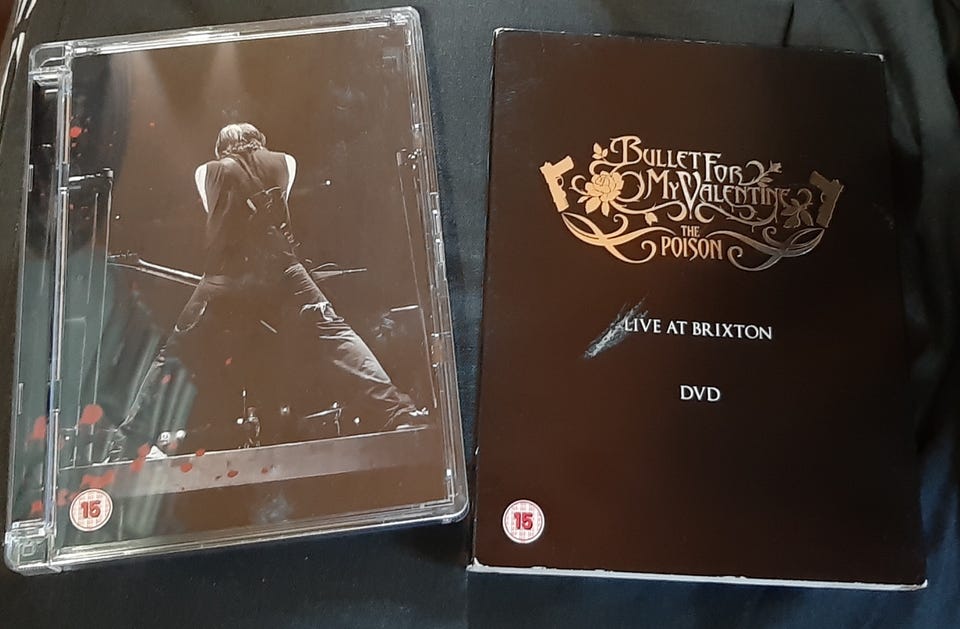 15
BULLET FOR
MY VALENTINE
THE
POISON
LIVE AT BRIXTON
DVD
15